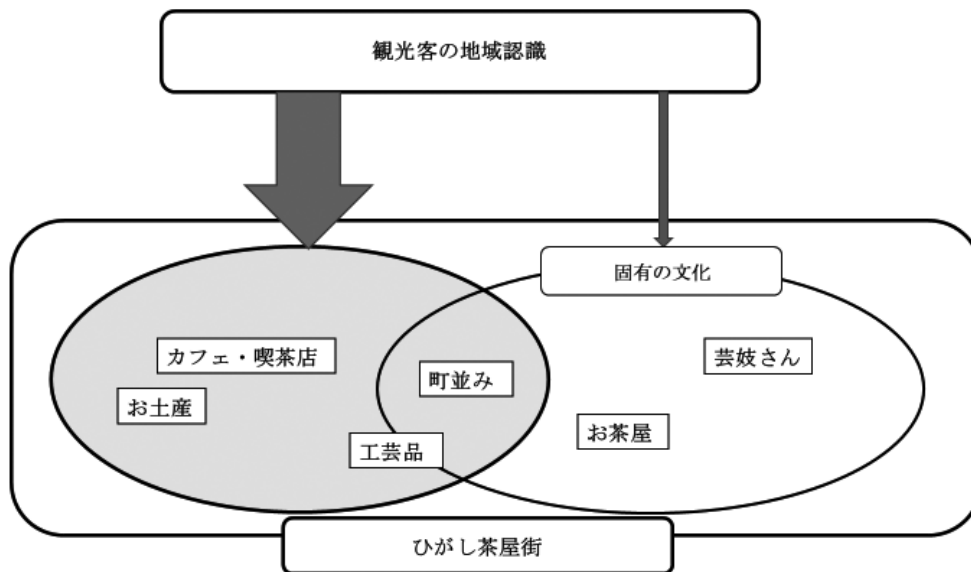 観光客の地域認識
固有の文化
カフェ・喫茶店
町並み
芸妓さん
お土産
お茶屋
工芸品
ひがし茶屋街